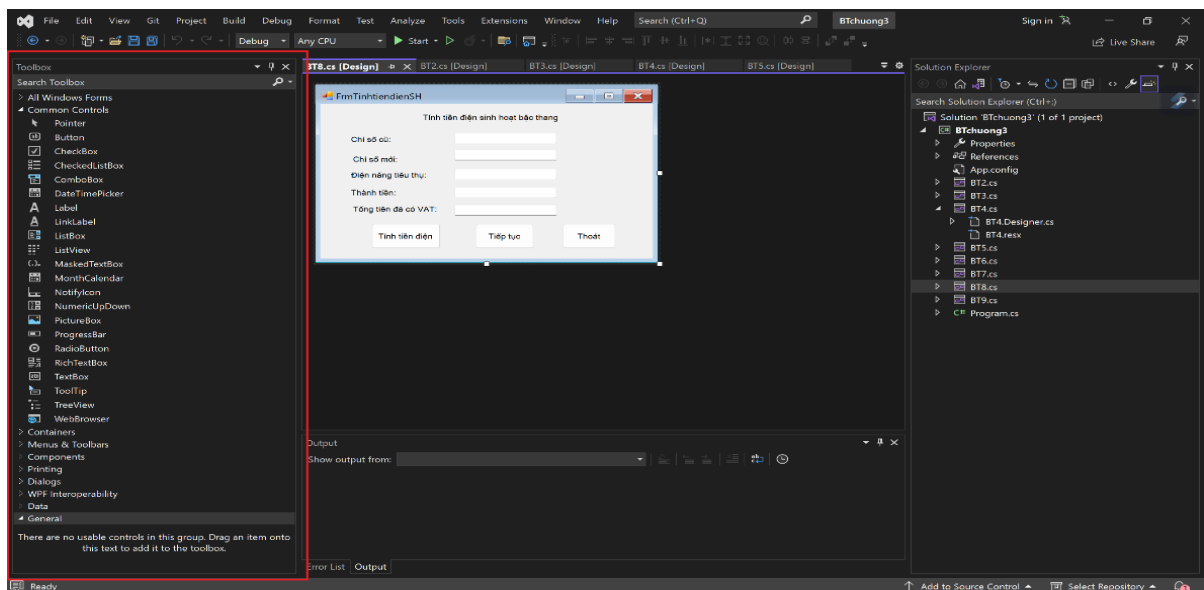 File Edit View Git Project Build Debug Format Test Analyze Tools Extensions Window Help Search (Ctrl+Q) BTchuong3 Sign in
Debug Any CPU Start Live Share
Toolbox
Search Toolbox
All Windows Forms
Common Controls
Pointer
Button
CheckBox
CheckedListBox
ComboBox
DateTimePicker
Label
LinkLabel
ListBox
ListView
MaskedTextBox
MonthCalendar
NotifyIcon
NumericUpDown
PictureBox
ProgressBar
RadioButton
RichTextBox
TextBox
ToolTip
TreeView
WebBrowser
Containers
Menus & Toolbars
Components
Printing
Dialogs
WPF Interoperability
Data
General
There are no usable controls in this group. Drag an item onto
this text to add it to the toolbox.
BT8.cs [Design] BT2.cs [Design] BT3.cs [Design] BT4.cs [Design] BT5.cs [Design]
FrmTinhtiendienSH
Tính tiền điện sinh hoạt bậc thang
Chỉ số cũ:
Chỉ số mới:
Điện năng tiêu thụ:
Thành tiền:
Tổng tiền đã có VAT:
Tính tiền điện Tiếp tục Thoát
Output
Show output from:
Error List Output
Solution Explorer
Search Solution Explorer (Ctrl+;)
Solution 'BTchuong3' (1 of 1 project)
BTchuong3
Properties
References
App.config
BT2.cs
BT3.cs
BT4.cs
BT4.Designer.cs
BT4.resx
BT5.cs
BT6.cs
BT7.cs
BT8.cs
BT9.cs
C# Program.cs
Ready Add to Source Control Select Repository